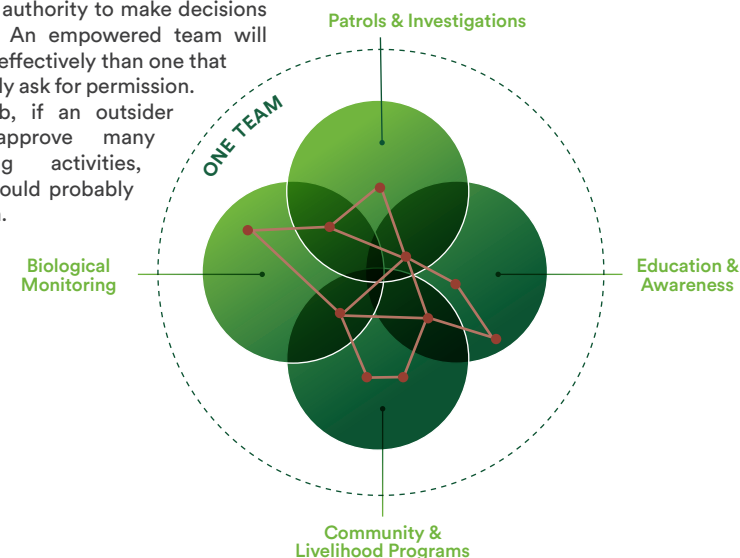 authority to make decisions
An empowered team will
effectively than one that
ly ask for permission.
b, if an outsider
approve many
g activities,
ould probably
Patrols & Investigations
ONE TEAM
Biological
Monitoring
Education &
Awareness
Community &
Livelihood Programs